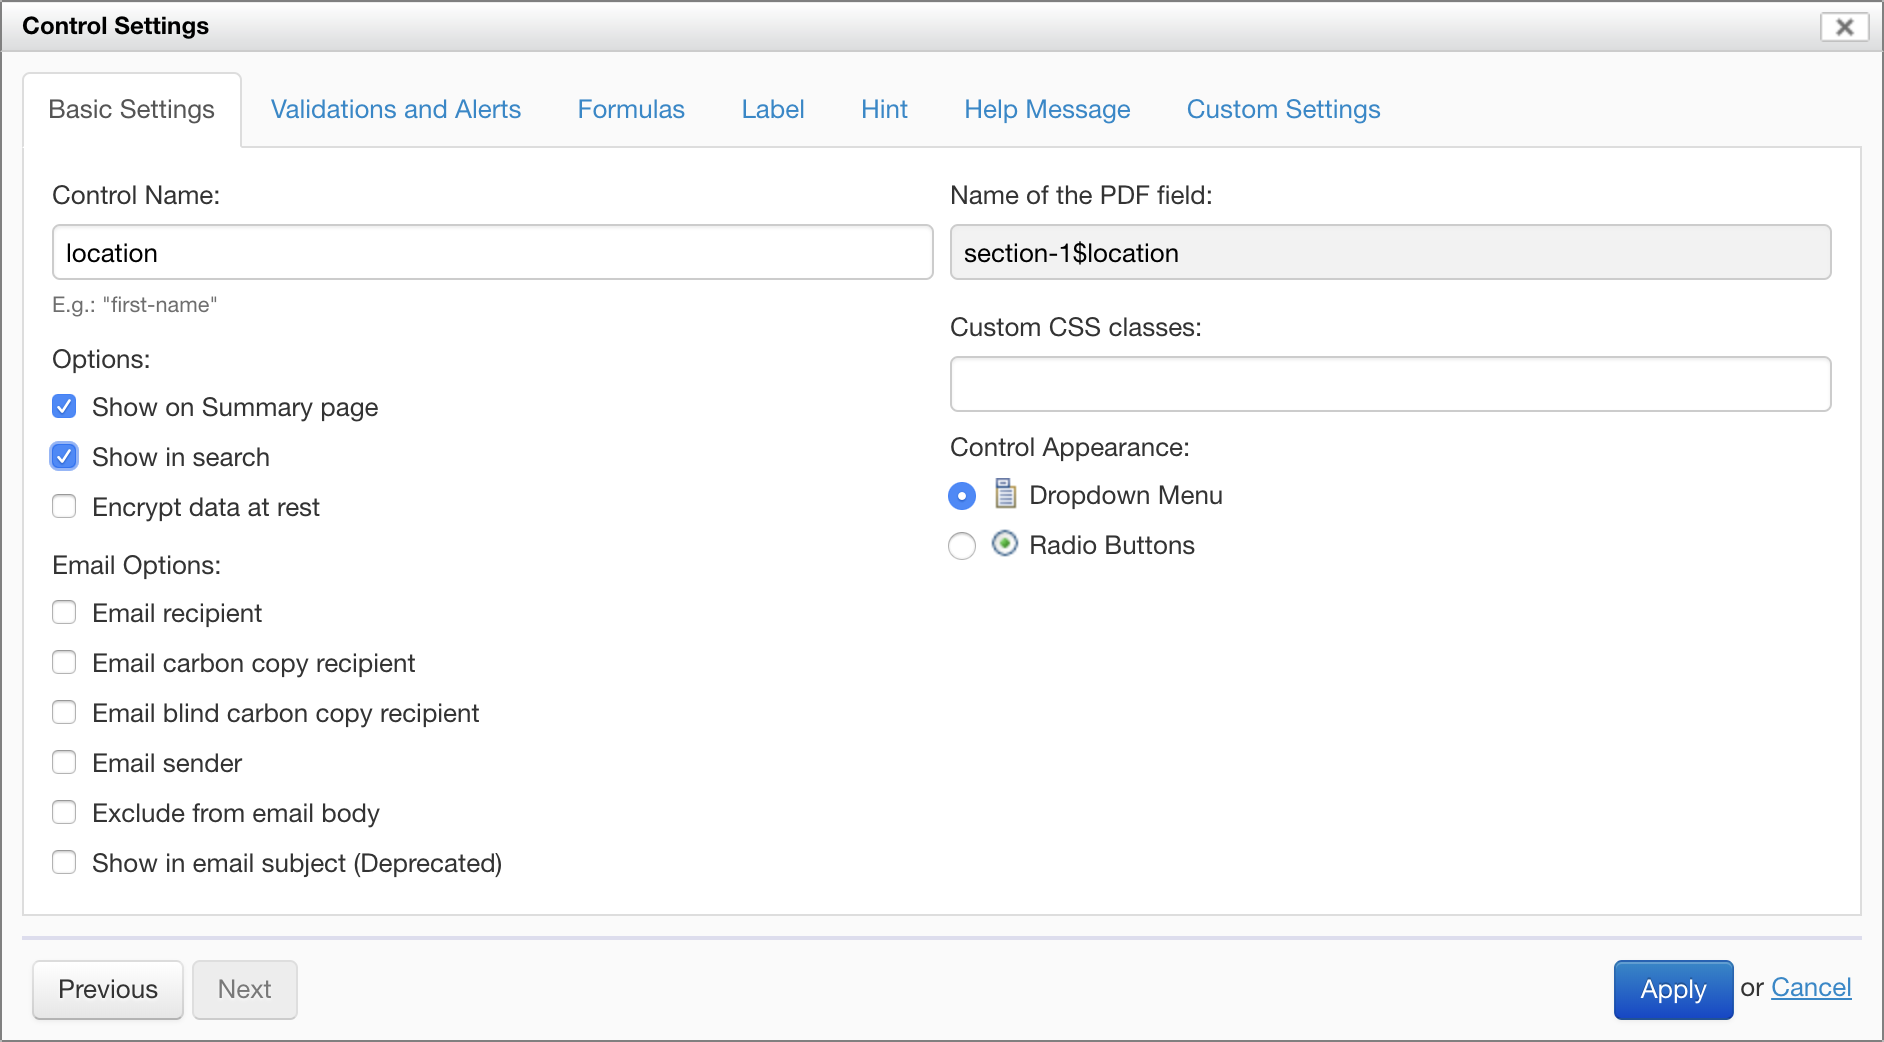 Control Settings
Basic Settings
Validations and Alerts
Formulas
Label
Hint
Help Message
Custom Settings
Control Name:
location
E.g.: "first-name"
Options:
Show on Summary page
Show in search
Encrypt data at rest
Email Options:
Email recipient
Email carbon copy recipient
Email blind carbon copy recipient
Email sender
Exclude from email body
Show in email subject (Deprecated)
Name of the PDF field:
section-1$location
Custom CSS classes:
Control Appearance:
Dropdown Menu
Radio Buttons
Previous
Next
Apply or Cancel